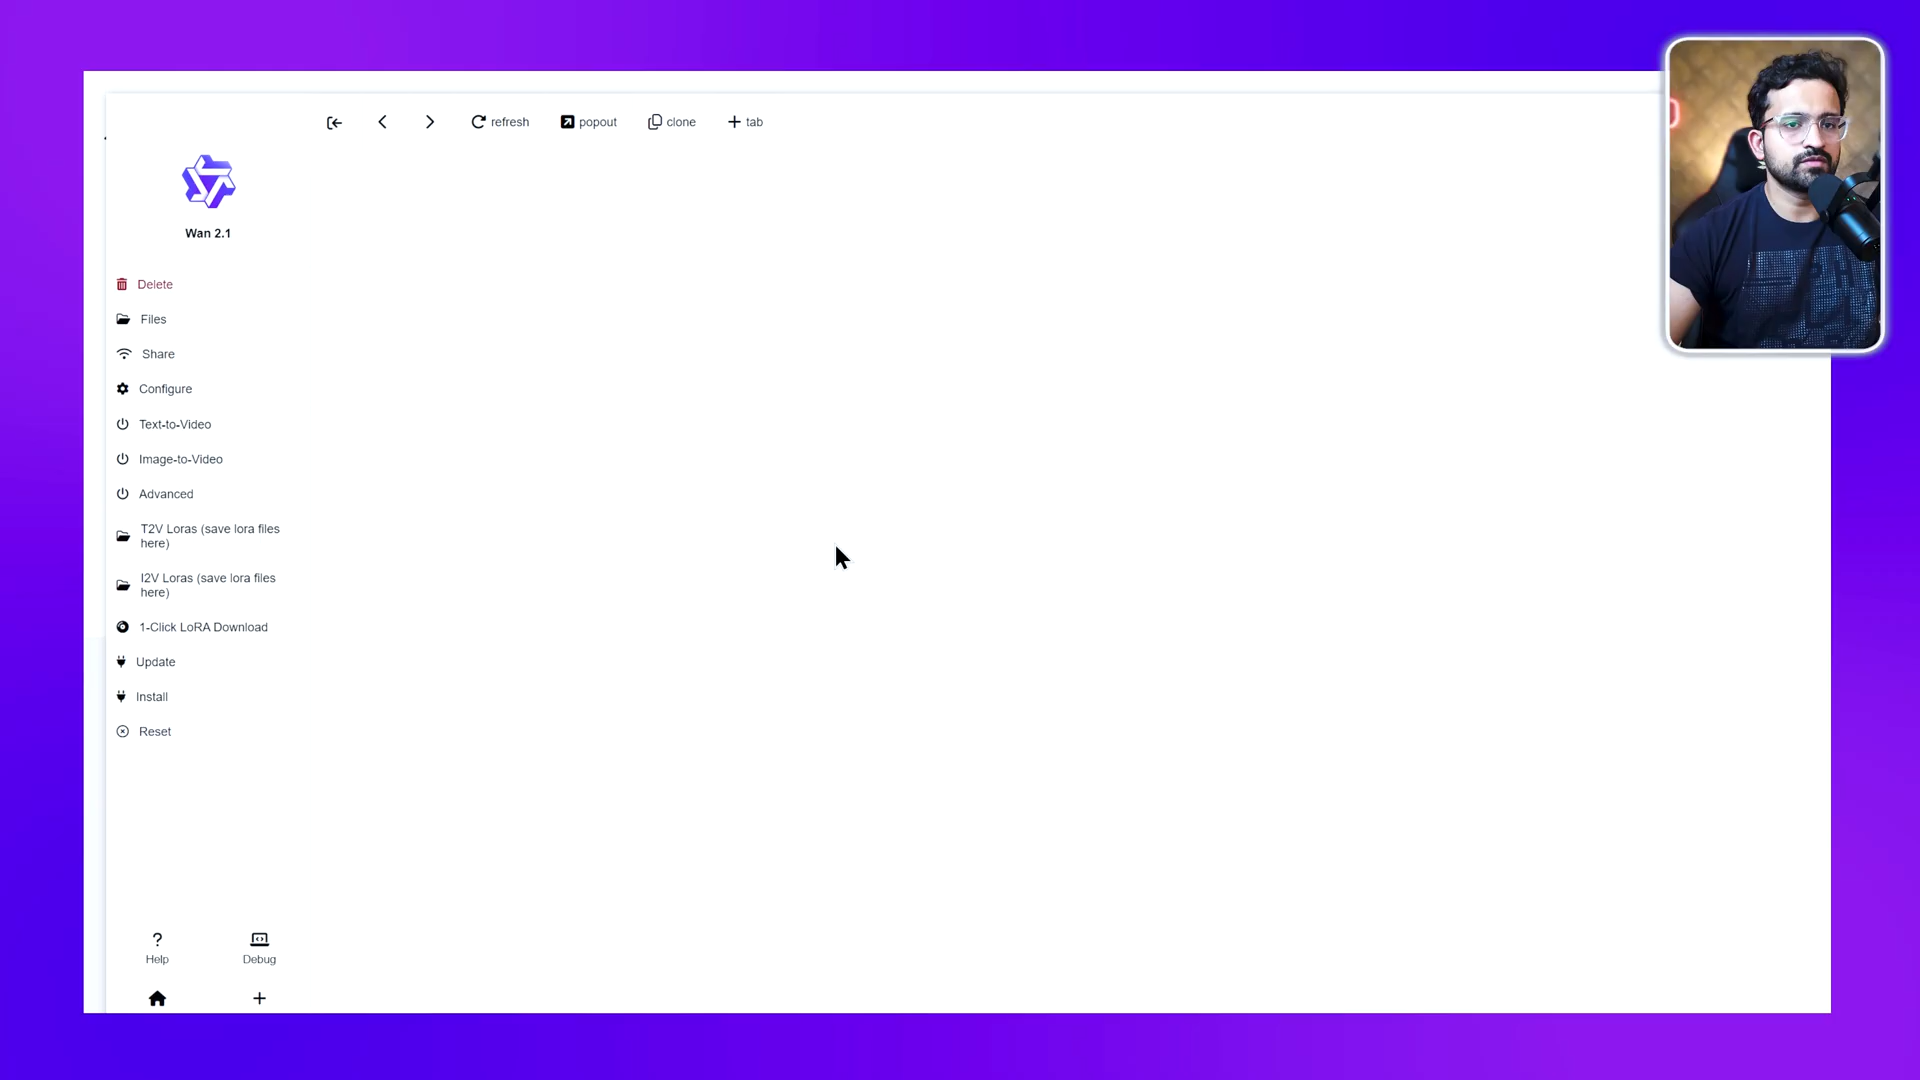 refresh
popout
clone
tab
Wan 2.1
Delete
Files
Share
Configure
Text-to-Video
Image-to-Video
Advanced
T2V Loras (save lora files
here)
I2V Loras (save lora files
here)
1-Click LoRA Download
Update
Install
Reset
Help
Debug